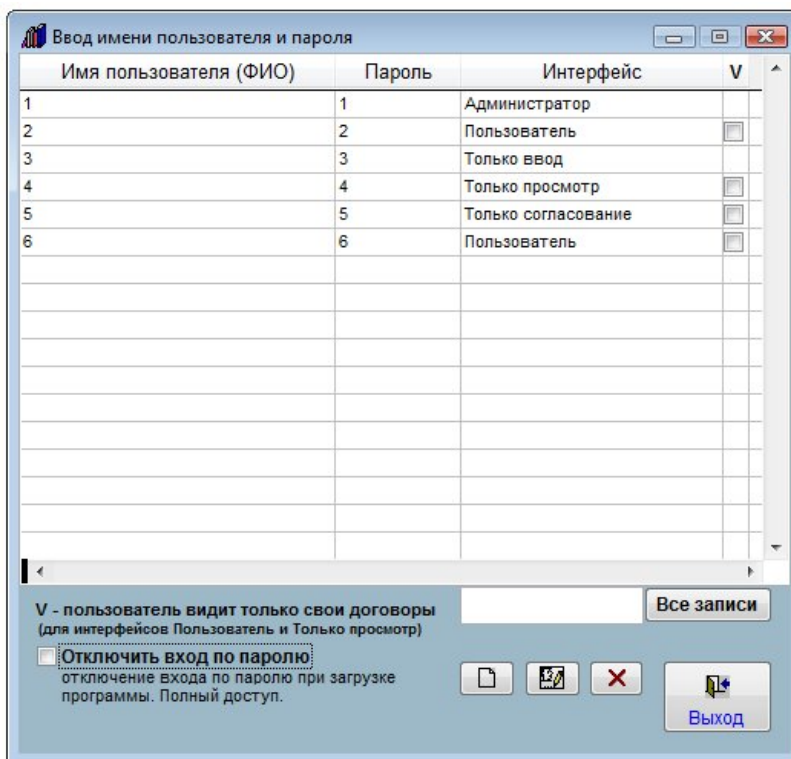 Ввод имени пользователя и пароля
Имя пользователя (ФИО) Пароль Интерфейс V
1 1 Администратор
2 2 Пользователь
3 3 Только ввод
4 4 Только просмотр
5 5 Только согласование
6 6 Пользователь
V - пользователь видит только свои договоры
(для интерфейсов Пользователь и Только просмотр)
Все записи
Отключить вход по паролю
отключение входа по паролю при загрузке
программы. Полный доступ.
Выход